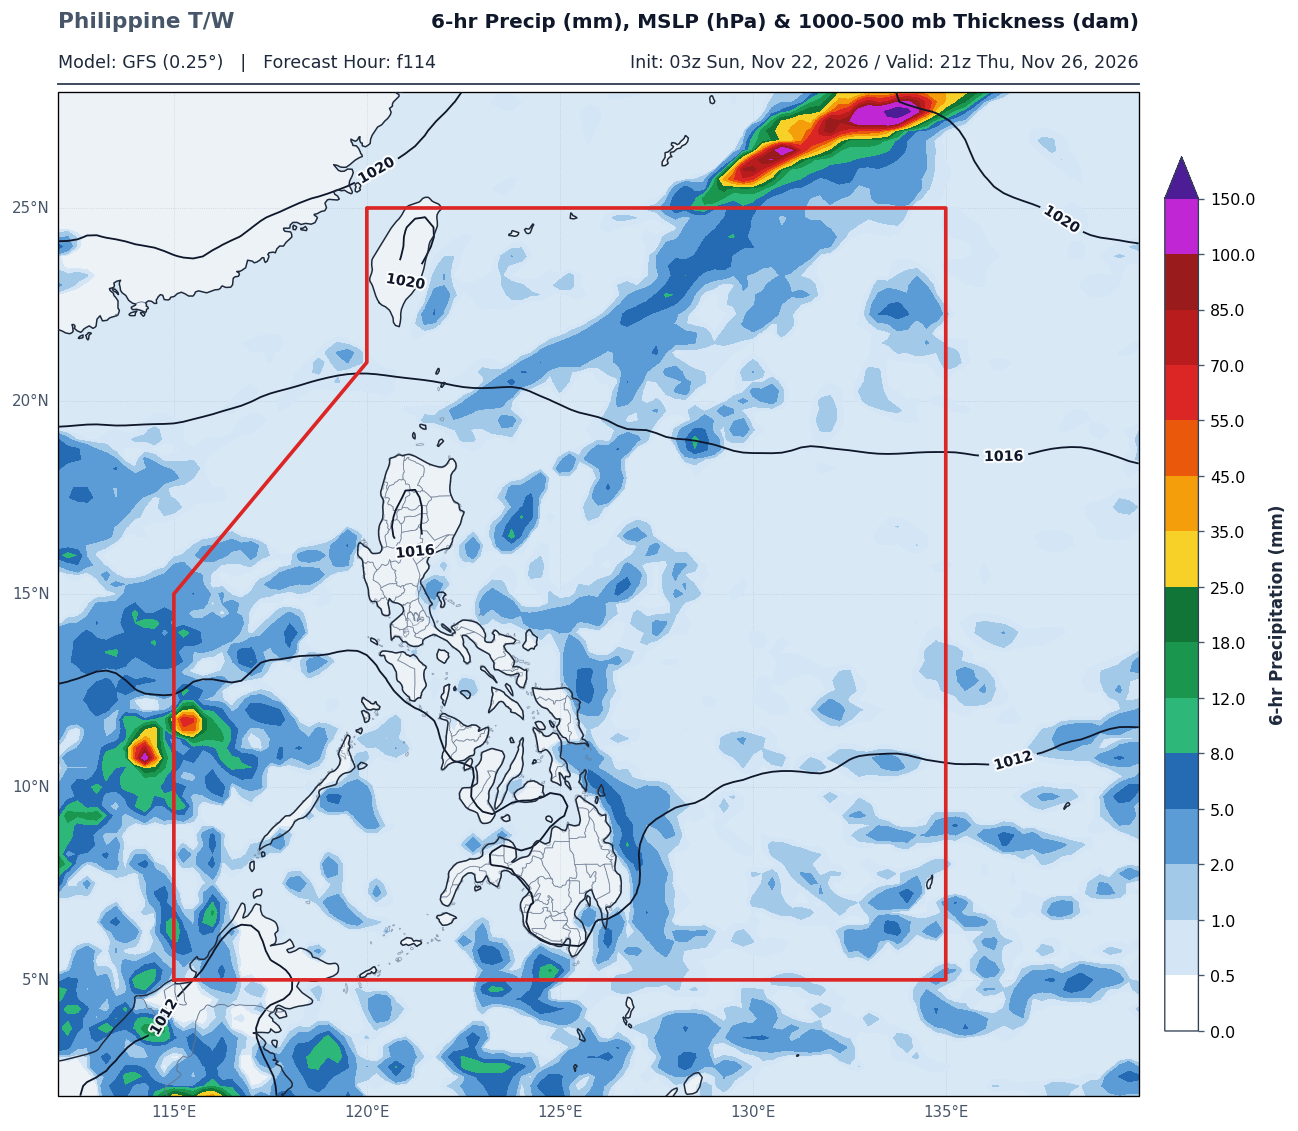 Philippine T/W
6-hr Precip (mm), MSLP (hPa) & 1000-500 mb Thickness (dam)
Model: GFS (0.25°) | Forecast Hour: f114
Init: 03z Sun, Nov 22, 2026 / Valid: 21z Thu, Nov 26, 2026
25°N
20°N
15°N
10°N
5°N
1020
1020
1020
1016
1016
1012
1012
115°E
120°E
125°E
130°E
135°E
150.0
100.0
85.0
70.0
55.0
45.0
35.0
25.0
18.0
12.0
8.0
5.0
2.0
1.0
0.5
0.0
6-hr Precipitation (mm)